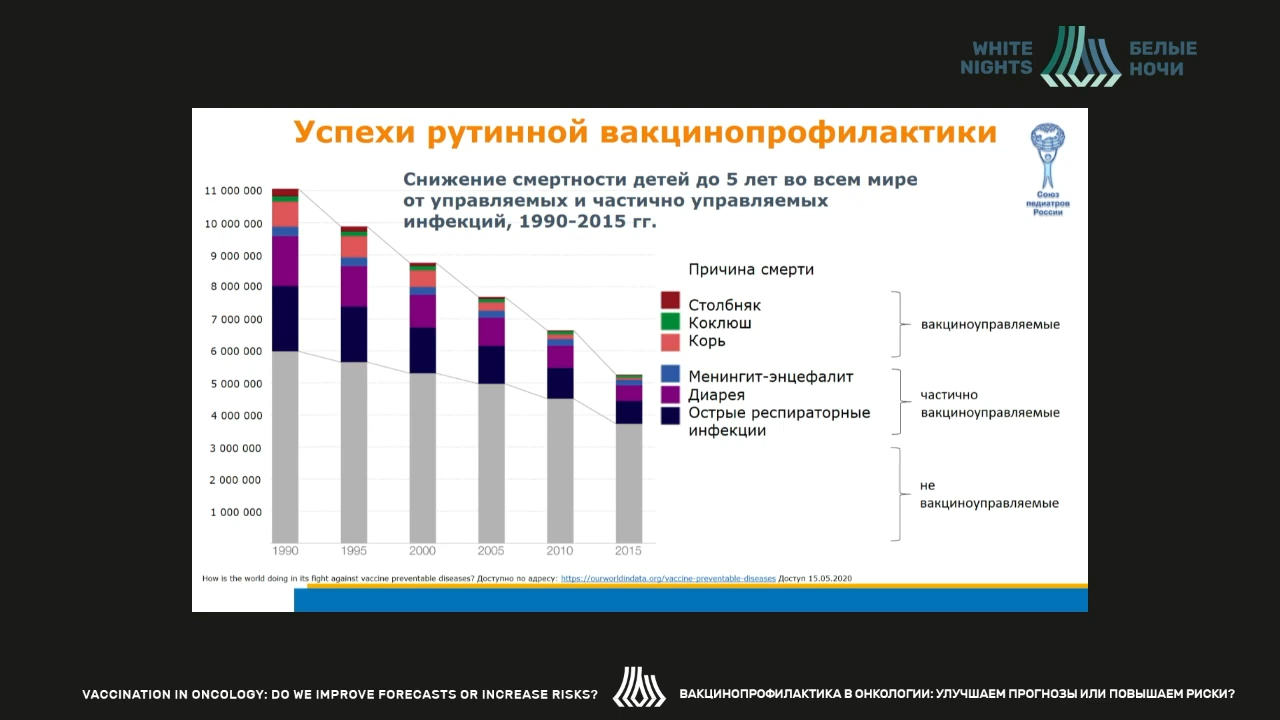 WHITE
NIGHTS
БЕЛЫЕ
НОЧИ
Успехи рутинной вакцинопрофилактики
Союз
педиатров
России
Снижение смертности детей до 5 лет во всем мире
от управляемых и частично управляемых
инфекций, 1990-2015 гг.
11 000 000
10 000 000
9 000 000
8 000 000
7 000 000
6 000 000
5 000 000
4 000 000
3 000 000
2 000 000
1 000 000
1990 1995 2000 2005 2010 2015
Причина смерти
Столбняк
Коклюш
Корь
вакциноуправляемые
Менингит-энцефалит
Диарея
Острые респираторные
инфекции
частично
вакциноуправляемые
не
вакциноуправляемые
How is the world doing in its fight against vaccine preventable diseases? Доступно по адресу: https://ourworldindata.org/vaccine-preventable-diseases Доступ 15.05.2020
VACCINATION IN ONCOLOGY: DO WE IMPROVE FORECASTS OR INCREASE RISKS?
ВАКЦИНОПРОФИЛАКТИКА В ОНКОЛОГИИ: УЛУЧШАЕМ ПРОГНОЗЫ ИЛИ ПОВЫШАЕМ РИСКИ?